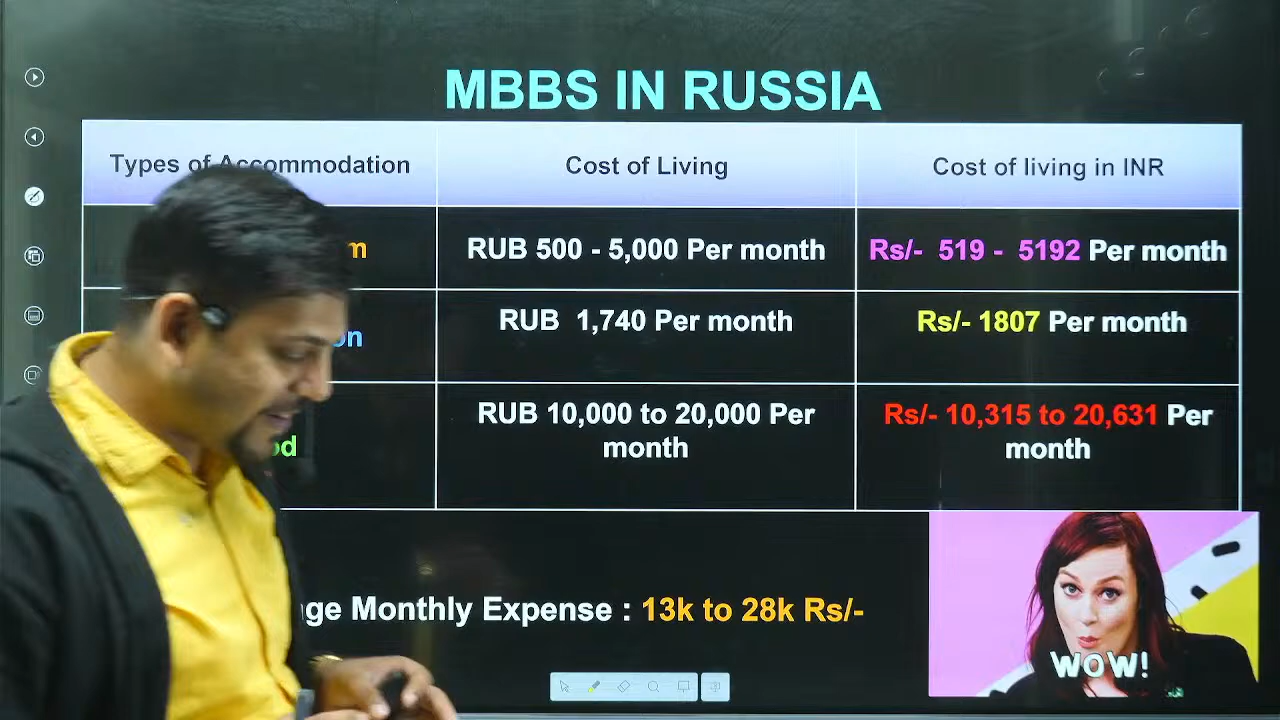 MBBS IN RUSSIA
Types of Accommodation Cost of Living Cost of living in INR
RUB 500 - 5,000 Per month Rs/- 519 - 5192 Per month
RUB 1,740 Per month Rs/- 1807 Per month
RUB 10,000 to 20,000 Per month Rs/- 10,315 to 20,631 Per month
Monthly Expense : 13k to 28k Rs/-
WOW!